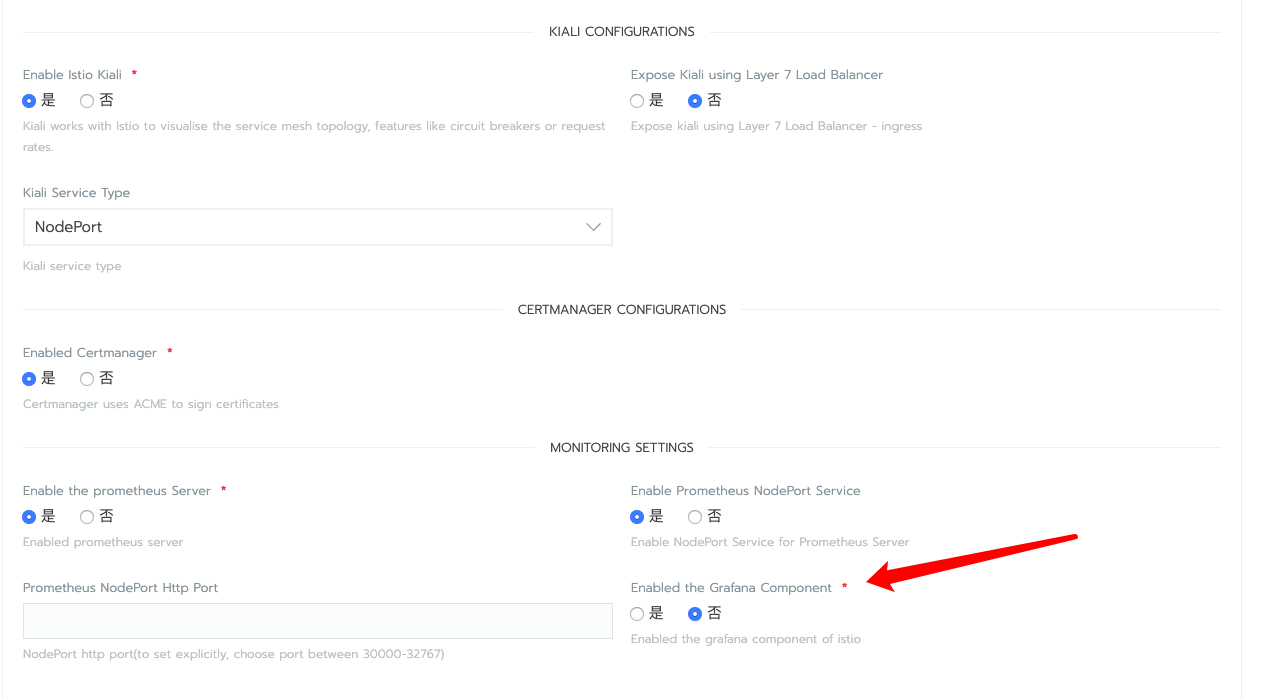 KIALI CONFIGURATIONS
Enable Istio Kiali *
是 否
Kiali works with Istio to visualise the service mesh topology, features like circuit breakers or request
rates.
Expose Kiali using Layer 7 Load Balancer
是 否
Expose kiali using Layer 7 Load Balancer - ingress
Kiali Service Type
NodePort
Kiali service type
CERTMANAGER CONFIGURATIONS
Enabled Certmanager *
是 否
Certmanager uses ACME to sign certificates
MONITORING SETTINGS
Enable the prometheus Server *
是 否
Enabled prometheus server
Enable Prometheus NodePort Service
是 否
Enable NodePort Service for Prometheus Server
Prometheus NodePort Http Port
NodePort http port(to set explicitly, choose port between 30000-32767)
Enabled the Grafana Component *
是 否
Enabled the grafana component of istio